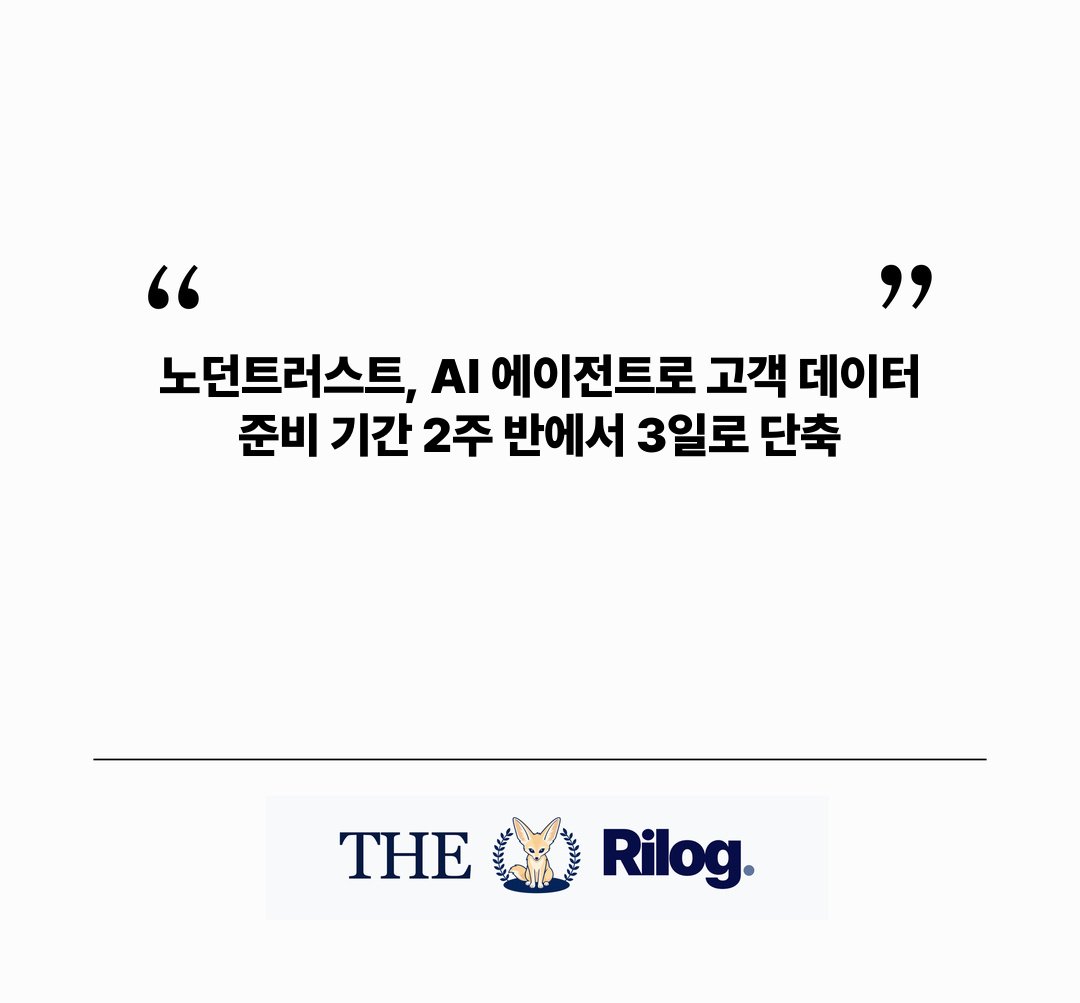 “ ”
노던트러스트, AI 에이전트로 고객 데이터
준비 기간 2주 반에서 3일로 단축
THE Rilog.